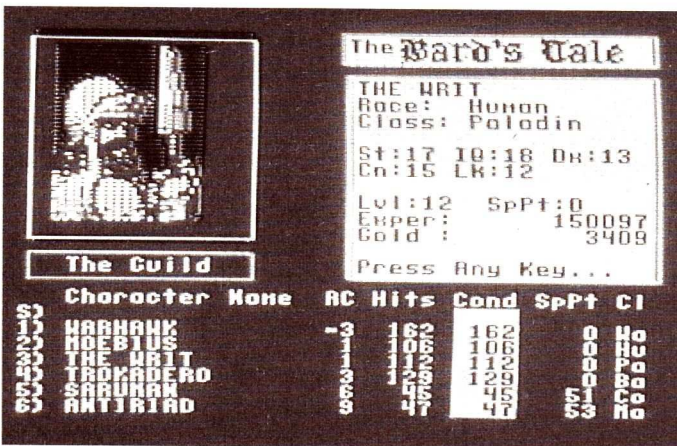 The Bard's Tale
THE WRIT
Race: Human
Class: Paladin
St:17 IQ:18 Dx:13
Cn:15 Lk:12
Lvl:12 SpPt:0
Exper: 150097
Gold : 3409
Press Any Key...
The Guild
Character Name AC Hits Cond SpPt Cl
S)
1) WARHAWK -3 162 162 0 Wa
2) MOEBIUS 1 106 106 0 Hu
3) THE WRIT 1 112 112 0 Pa
4) TROKADERO 3 129 129 0 Ba
5) SARUMAN 6 45 45 51 Co
6) ANTIRIAD 9 47 47 53 Ma